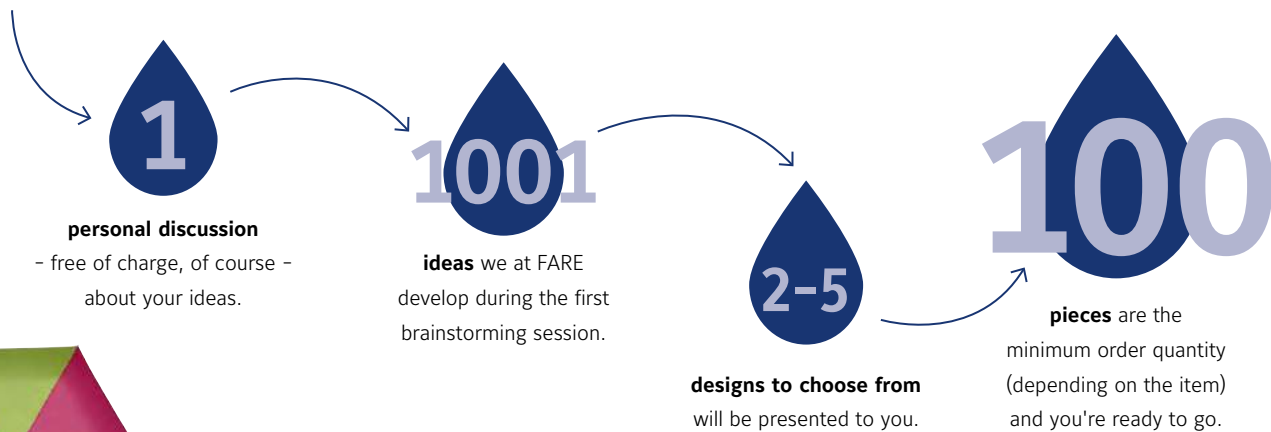 1
personal discussion
– free of charge, of course –
about your ideas.
1001
ideas we at FARE
develop during the first
brainstorming session.
2–5
designs to choose from
will be presented to you.
100
pieces are the
minimum order quantity
(depending on the item)
and you're ready to go.